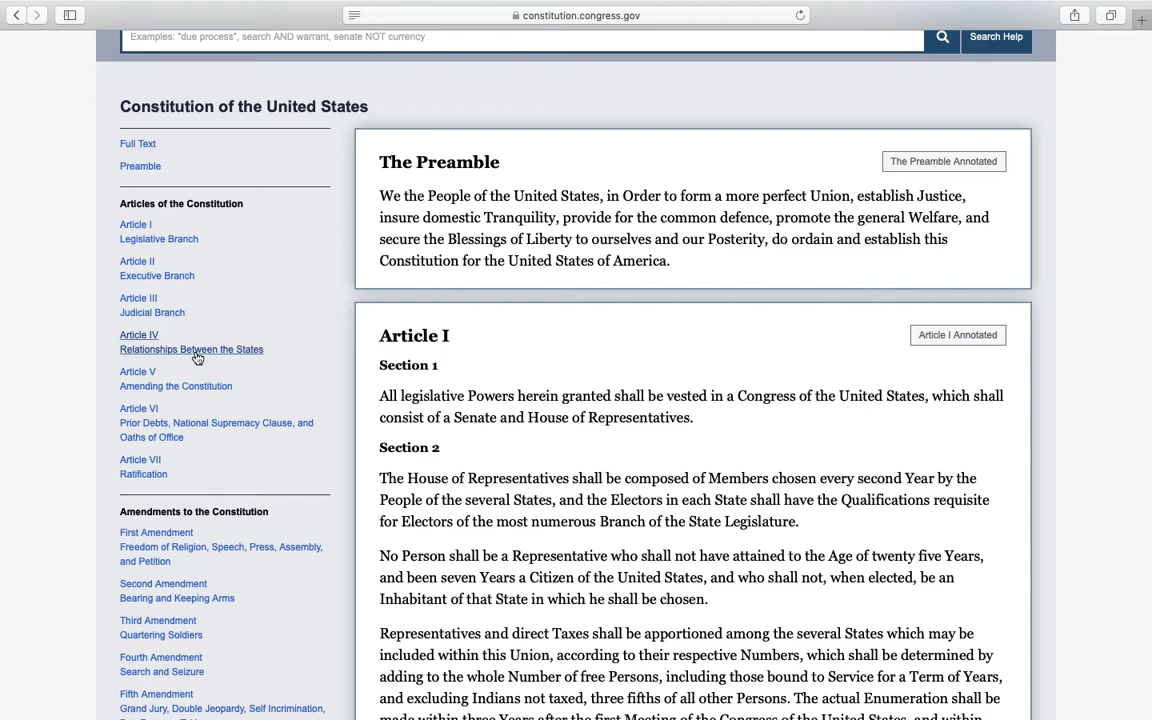 constitution.congress.gov
Examples: "due process", search AND warrant, senate NOT currency
Search Help
Constitution of the United States
Full Text
Preamble
Articles of the Constitution
Article I
Legislative Branch
Article II
Executive Branch
Article III
Judicial Branch
Article IV
Relationships Between the States
Article V
Amending the Constitution
Article VI
Prior Debts, National Supremacy Clause, and
Oaths of Office
Article VII
Ratification
Amendments to the Constitution
First Amendment
Freedom of Religion, Speech, Press, Assembly,
and Petition
Second Amendment
Bearing and Keeping Arms
Third Amendment
Quartering Soldiers
Fourth Amendment
Search and Seizure
Fifth Amendment
Grand Jury, Double Jeopardy, Self Incrimination,
The Preamble
The Preamble Annotated
We the People of the United States, in Order to form a more perfect Union, establish Justice,
insure domestic Tranquility, provide for the common defence, promote the general Welfare, and
secure the Blessings of Liberty to ourselves and our Posterity, do ordain and establish this
Constitution for the United States of America.
Article I
Article I Annotated
Section 1
All legislative Powers herein granted shall be vested in a Congress of the United States, which shall
consist of a Senate and House of Representatives.
Section 2
The House of Representatives shall be composed of Members chosen every second Year by the
People of the several States, and the Electors in each State shall have the Qualifications requisite
for Electors of the most numerous Branch of the State Legislature.
No Person shall be a Representative who shall not have attained to the Age of twenty five Years,
and been seven Years a Citizen of the United States, and who shall not, when elected, be an
Inhabitant of that State in which he shall be chosen.
Representatives and direct Taxes shall be apportioned among the several States which may be
included within this Union, according to their respective Numbers, which shall be determined by
adding to the whole Number of free Persons, including those bound to Service for a Term of Years,
and excluding Indians not taxed, three fifths of all other Persons. The actual Enumeration shall be
made within three Years after the first Meeting of the Congress of the United States, and within